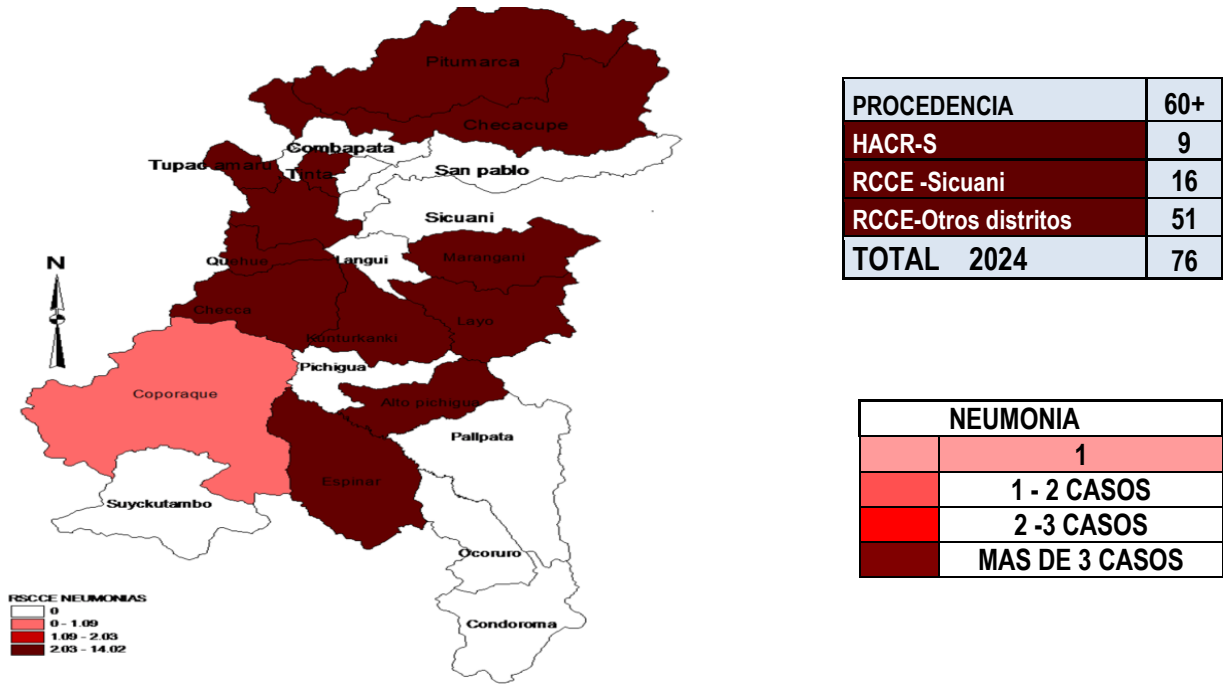 Pitumarca
Checacupe
Combapata
Tupac amaru
Tinta
San pablo
Sicuani
N
Quehue
Langui
Marangani
Checca
Kunturkanki
Layo
Pichigua
Coporaque
Alto pichigua
Pallpata
Espinar
Suyckutambo
Ocoruro
Condoroma
RSCCE NEUMONIAS
0
0 - 1.09
1.09 - 2.03
2.03 - 14.02
PROCEDENCIA 60+
HACR-S 9
RCCE -Sicuani 16
RCCE-Otros distritos 51
TOTAL 2024 76
NEUMONIA
1
1 - 2 CASOS
2 -3 CASOS
MAS DE 3 CASOS